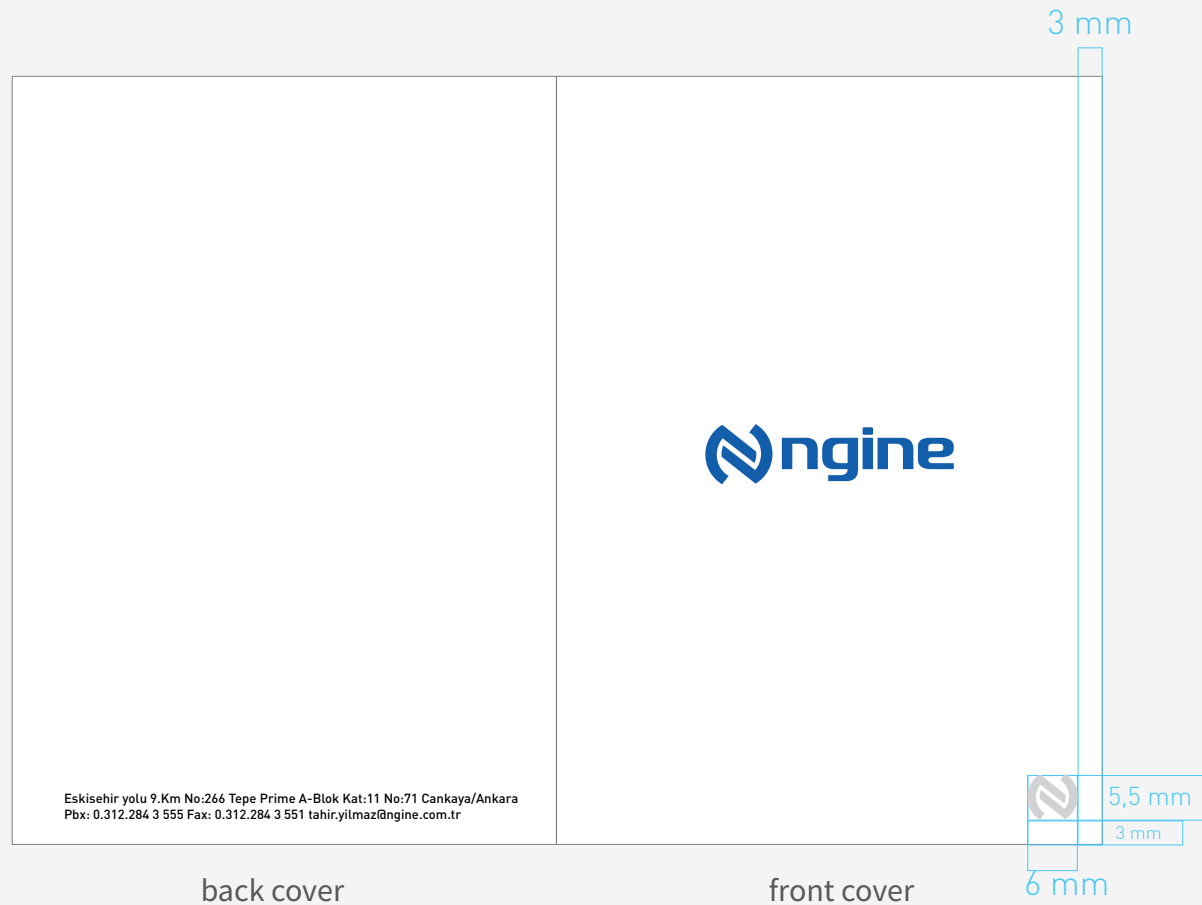 3 mm
ngine
Eskisehir yolu 9.Km No:266 Tepe Prime A-Blok Kat:11 No:71 Cankaya/Ankara
Pbx: 0.312.284 3 555 Fax: 0.312.284 3 551 tahir.yilmaz@ngine.com.tr
5,5 mm
3 mm
6 mm
back cover
front cover